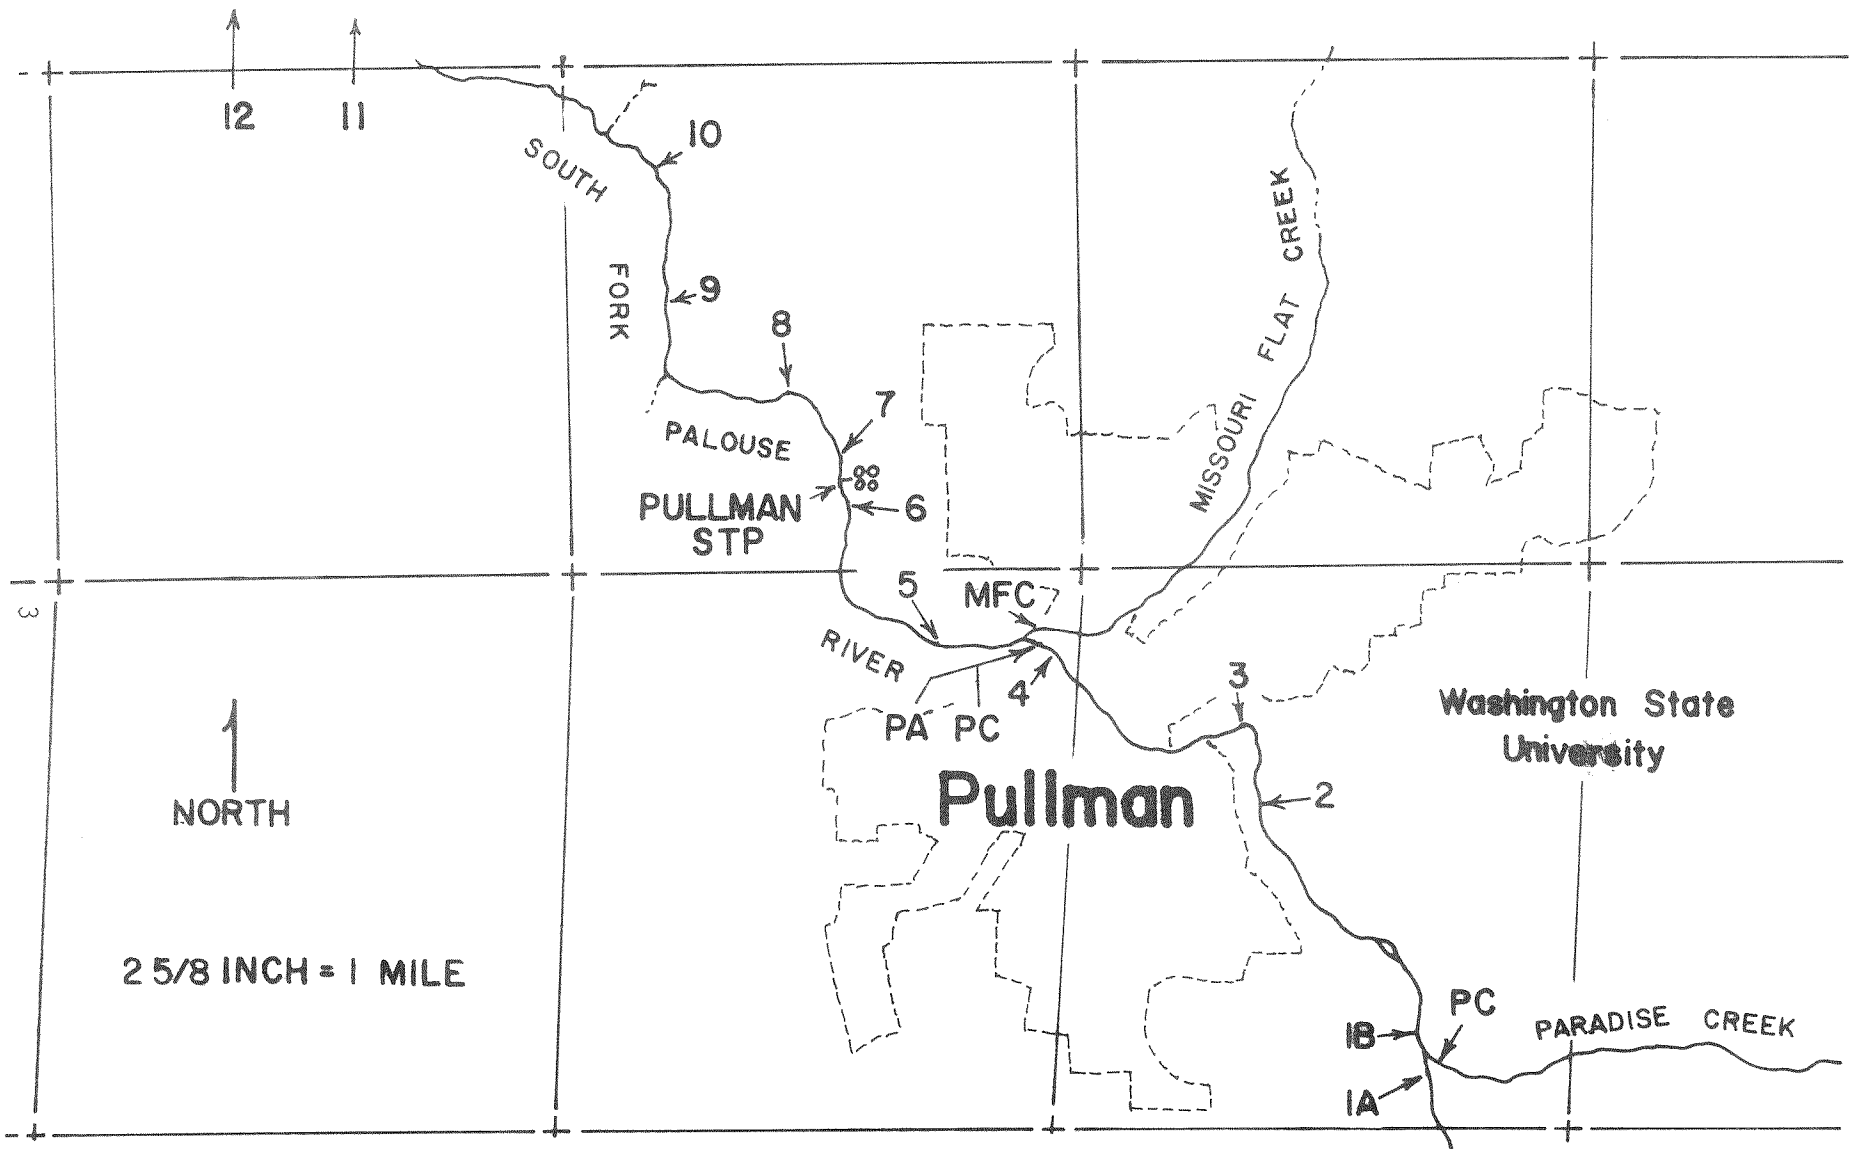 12
11
10
SOUTH
FORK
9
8
7
PALOUSE
PULLMAN
STP
6
MISSOURI FLAT CREEK
5
MFC
RIVER
3
PA
PC
4
3
Washington State
University
Pullman
2
NORTH
2 5/8 INCH = 1 MILE
PC
1B
PARADISE CREEK
1A